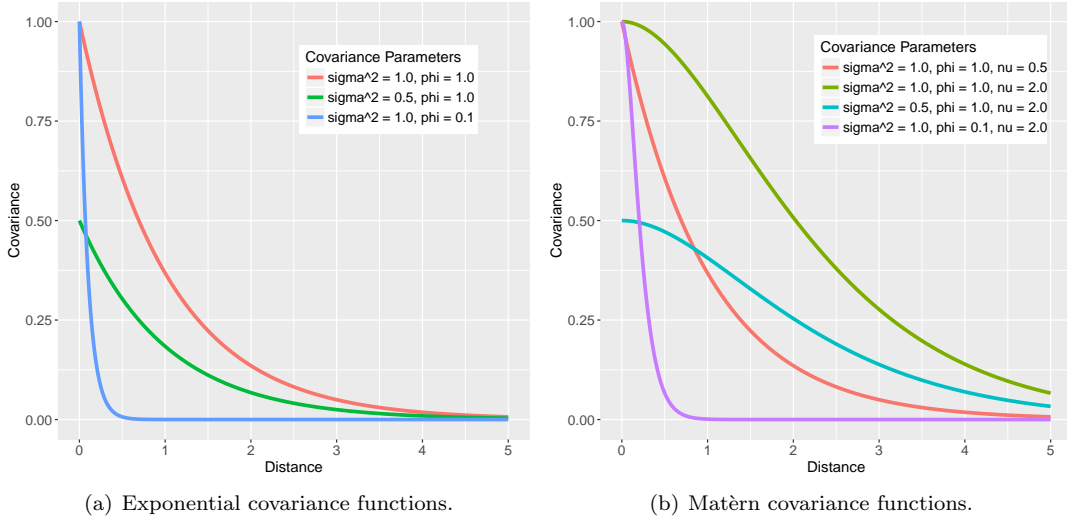 1.00
0.75
0.50
0.25
0.00
Covariance
0
1
2
3
4
5
Distance
Covariance Parameters
sigma^2 = 1.0, phi = 1.0
sigma^2 = 0.5, phi = 1.0
sigma^2 = 1.0, phi = 0.1
(a) Exponential covariance functions.
1.00
0.75
0.50
0.25
0.00
Covariance
0
1
2
3
4
5
Distance
Covariance Parameters
sigma^2 = 1.0, phi = 1.0, nu = 0.5
sigma^2 = 1.0, phi = 1.0, nu = 2.0
sigma^2 = 0.5, phi = 1.0, nu = 2.0
sigma^2 = 1.0, phi = 0.1, nu = 2.0
(b) Matèrn covariance functions.